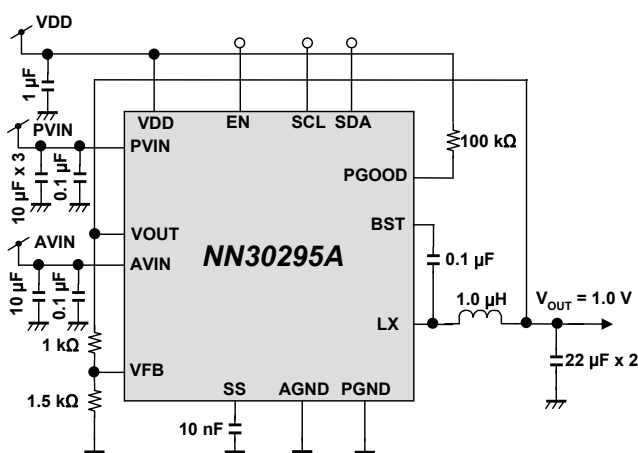 VDD
1 µF
VDD
EN
SCL
SDA
PVIN
PVIN
10 µF x 3
0.1 µF
100 kΩ
PGOOD
BST
VOUT
NN30295A
0.1 µF
AVIN
AVIN
10 µF
0.1 µF
1.0 µH
VOUT = 1.0 V
LX
1 kΩ
VFB
22 µF x 2
1.5 kΩ
SS
AGND
PGND
10 nF